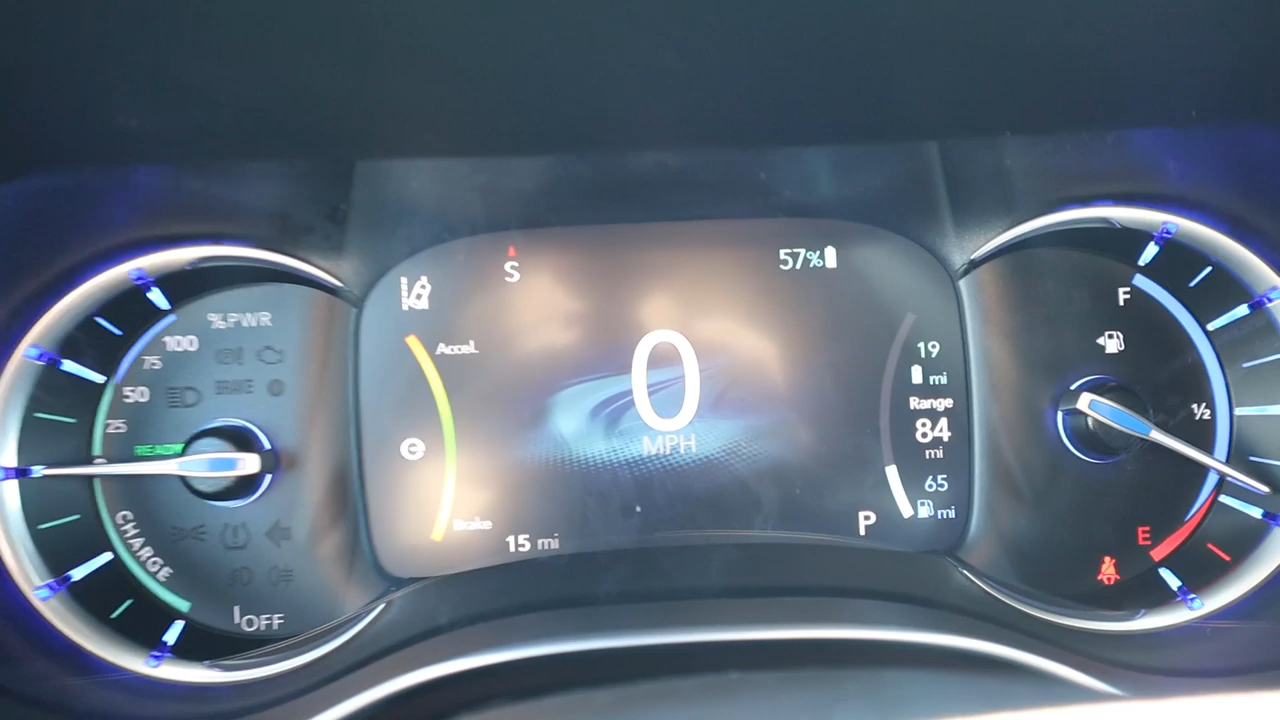 %PWR
100
75
50
25
BRAKE
READY
0
CHARGE
OFF
S
57%
Accel.
Brake
0
MPH
15 mi
P
19
mi
Range
84
mi
65
mi
F
½
E